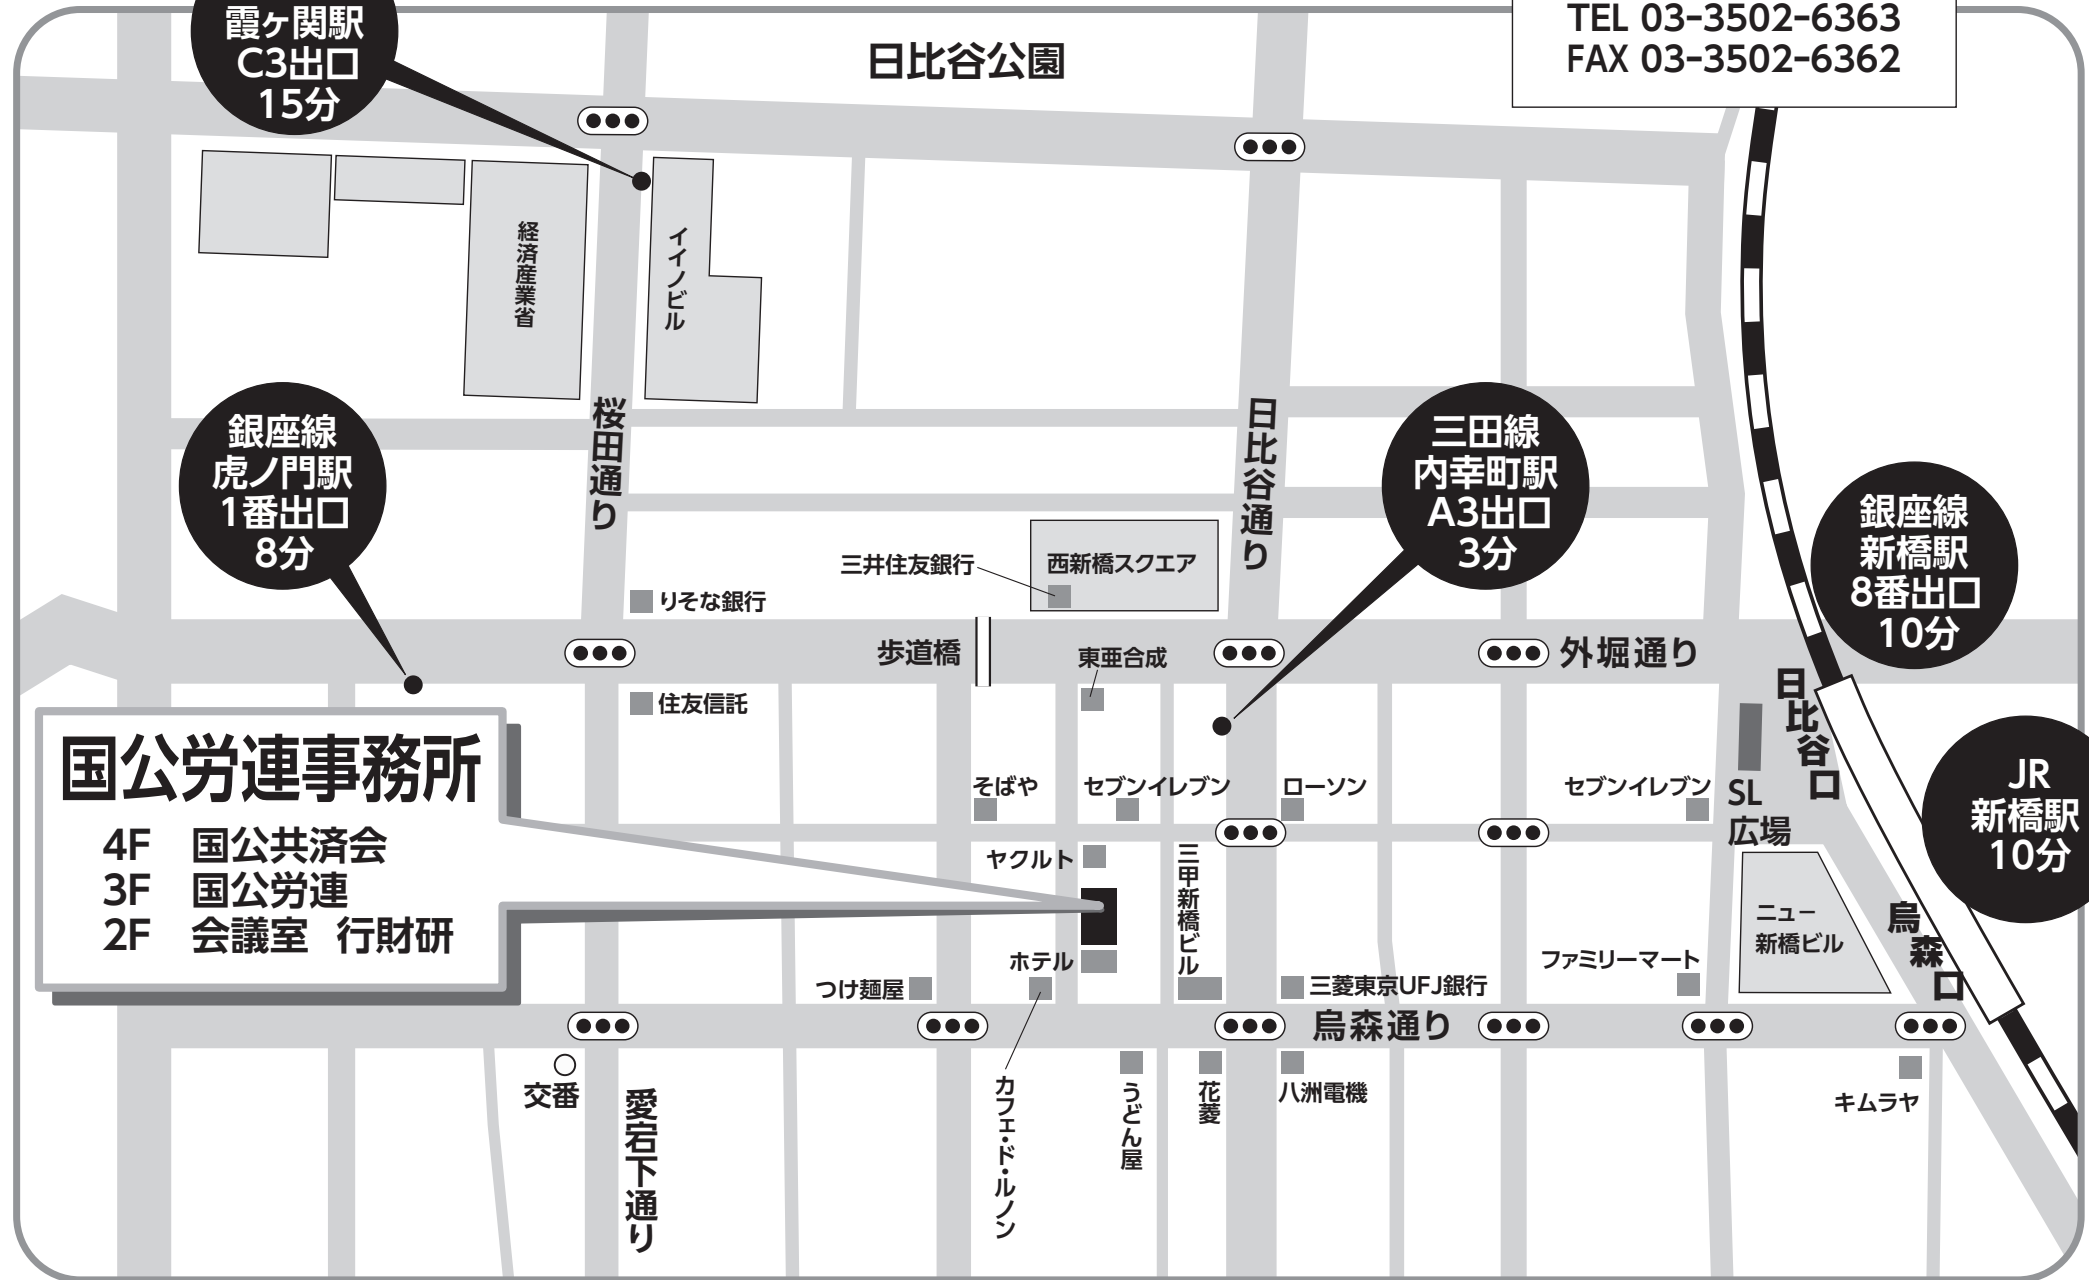 霞ヶ関駅
C3出口
15分
日比谷公園
TEL 03-3502-6363
FAX 03-3502-6362
経済産業省
イイノビル
桜田通り
日比谷通り
銀座線
虎ノ門駅
1番出口
8分
三田線
内幸町駅
A3出口
3分
銀座線
新橋駅
8番出口
10分
三井住友銀行
西新橋スクエア
りそな銀行
歩道橋
東亜合成
外堀通り
住友信託
日比谷口
国公労連事務所
4F 国公共済会
3F 国公労連
2F 会議室 行財研
そばや
セブンイレブン
ローソン
セブンイレブン
SL
広場
JR
新橋駅
10分
ヤクルト
三甲新橋ビル
ニュー
新橋ビル
烏森口
ホテル
つけ麺屋
三菱東京UFJ銀行
ファミリーマート
烏森通り
交番
愛宕下通り
カフェ・ド・ルノン
うどん屋
花菱
八洲電機
キムラヤ